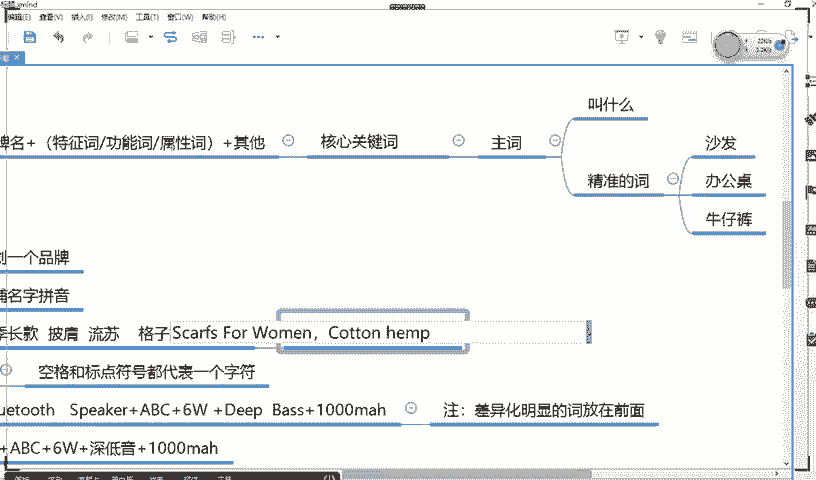 标题.xmind
编辑(E) 查看(V) 插入(I) 修改(M) 工具(T) 窗口(W) 帮助(H)
叫什么
牌名+（特征词/功能词/属性词）+其他
核心关键词
主词
沙发
精准的词
办公桌
牛仔裤
一个品牌
名字拼音
季长款 披肩 流苏 格子
Scarfs For Women，Cotton hemp
空格和标点符号都代表一个字符
uetooth Speaker+ABC+6W +Deep Bass+1000mah
注：差异化明显的词放在前面
+ABC+6W+深低音+1000mah